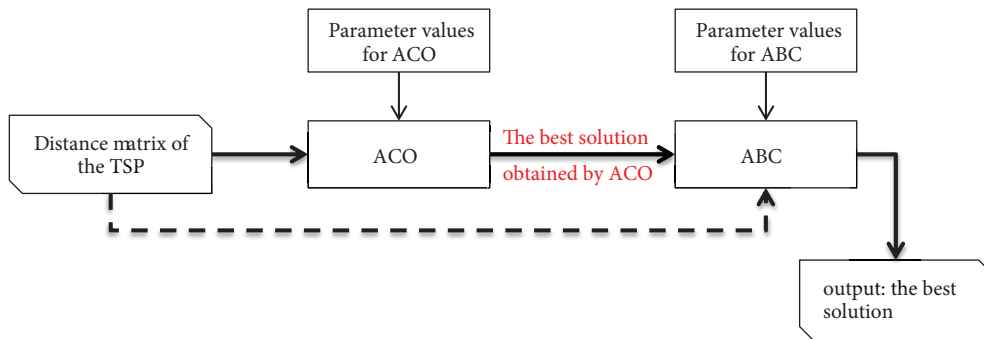 Parameter values
for ACO
Parameter values
for ABC
Distance matrix of
the TSP
ACO
The best solution
obtained by ACO
ABC
output: the best
solution